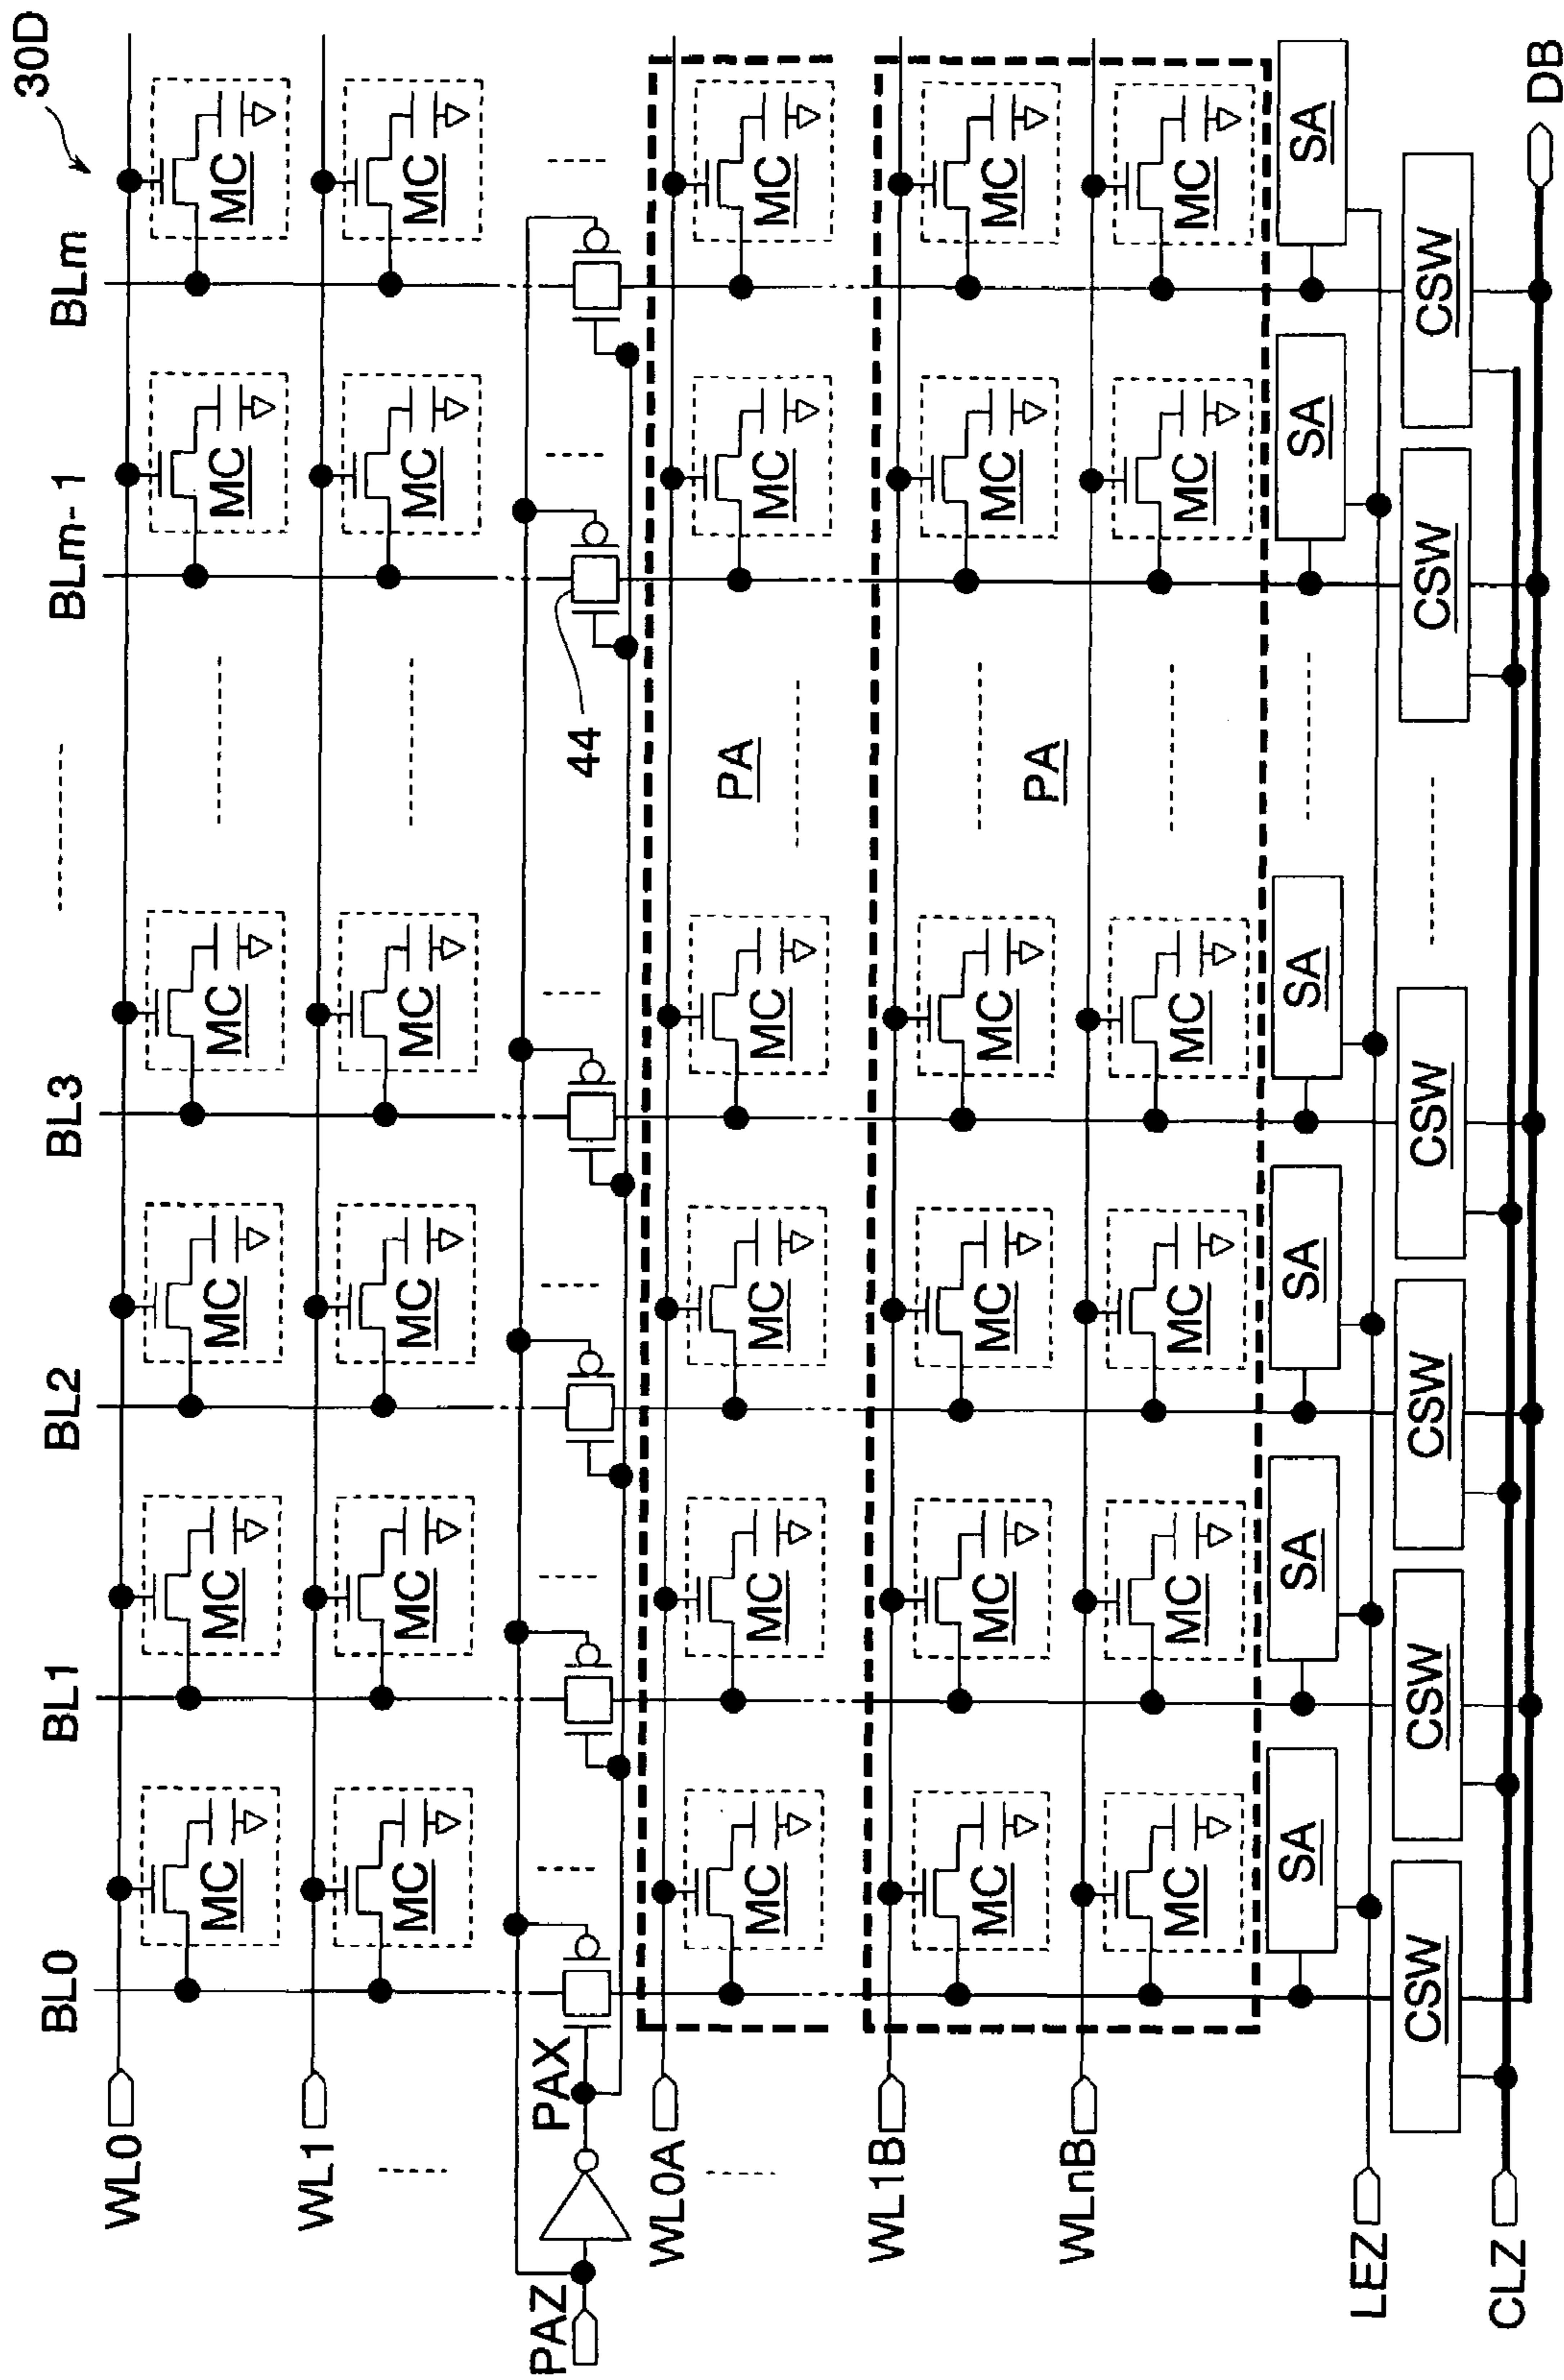 30D
BL0 BL1 BL2 BL3 BLm-1 BLm
WL0 MC MC MC MC MC MC
WL1 MC MC MC MC MC MC
PAZ PAX 44
WL0A MC MC MC MC PA MC MC
WL1B MC MC MC MC MC MC
PA
WLnB MC MC MC MC MC MC
SA SA SA SA SA SA
LEZ
CSW CSW CSW CSW CSW CSW
CLZ
DB